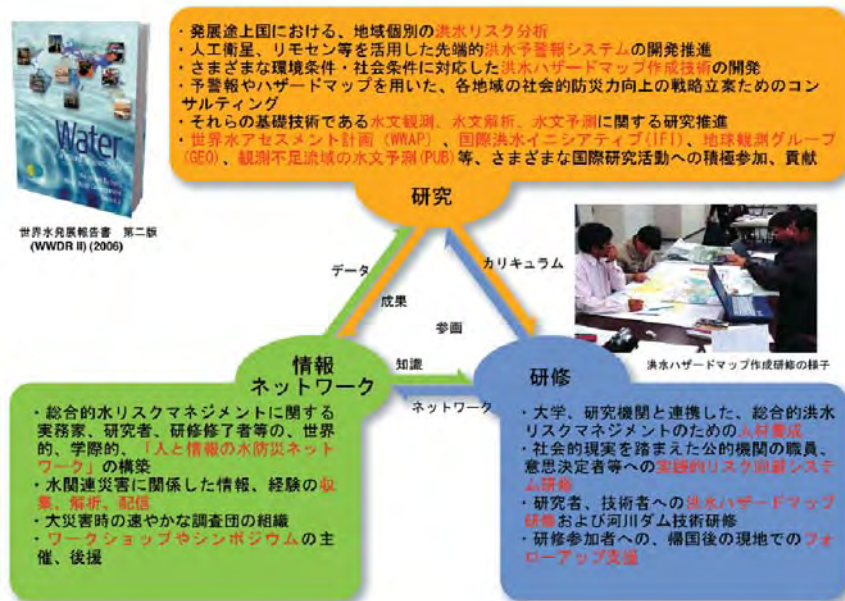 ・発展途上国における、地域個別の洪水リスク分析
・人工衛星、リモセン等を活用した先端的洪水予警報システムの開発推進
・さまざまな環境条件・社会条件に対応した洪水ハザードマップ作成技術の開発
・予警報やハザードマップを用いた、各地域の社会的防災力向上の戦略立案ためのコン
サルティング
・それらの基礎技術である水文観測、水文解析、水文予測に関する研究推進
・世界水アセスメント計画 (WWAP) 、国際洪水イニシアティブ(IFI)、地球観測グループ
(GEO)、観測不足流域の水文予測(PUB)等、さまざまな国際研究活動への積極参加、貢献
研究
Water
世界水発展報告書 第二版
(WWDR II) (2006)
データ
成果
カリキュラム
参画
知識
ネットワーク
洪水ハザードマップ作成研修の様子
情報
ネットワーク
・総合的水リスクマネジメントに関する
実務家、研究者、研修修了者等の、世界
的、学際的、「人と情報の水防災ネット
ワーク」の構築
・水関連災害に関係した情報、経験の収
集、解析、配信
・大災害時の速やかな調査団の組織
・ワークショップやシンポジウムの主
催、後援
研修
・大学、研究機関と連携した、総合的洪水
リスクマネジメントのための人材養成
・社会的現実を踏まえた公的機関の職員、
意思決定者等への実践的リスク軽減システ
ム研修
・研究者、技術者への洪水ハザードマップ
研修および河川ダム技術研修
・研修参加者への、帰国後の現地でのフォ
ローアップ支援